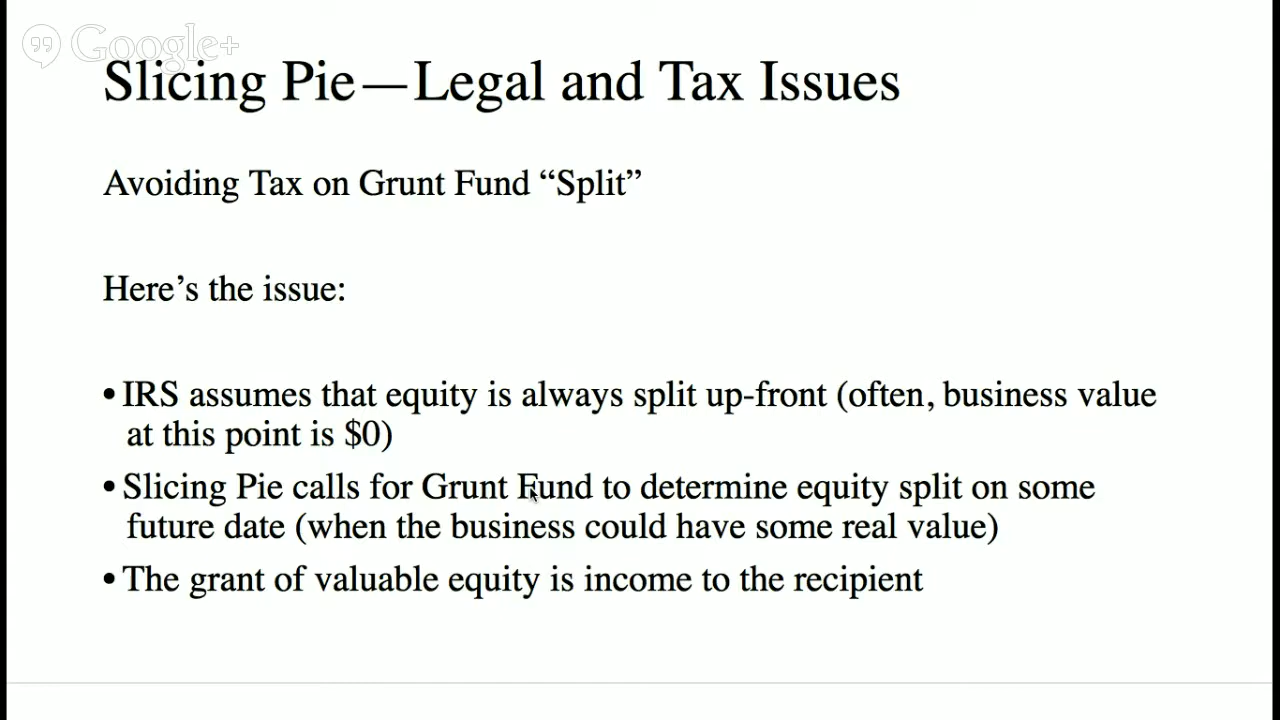 Google+
Slicing Pie—Legal and Tax Issues
Avoiding Tax on Grunt Fund “Split”
Here’s the issue:
• IRS assumes that equity is always split up-front (often, business value
at this point is $0)
• Slicing Pie calls for Grunt Fund to determine equity split on some
future date (when the business could have some real value)
• The grant of valuable equity is income to the recipient